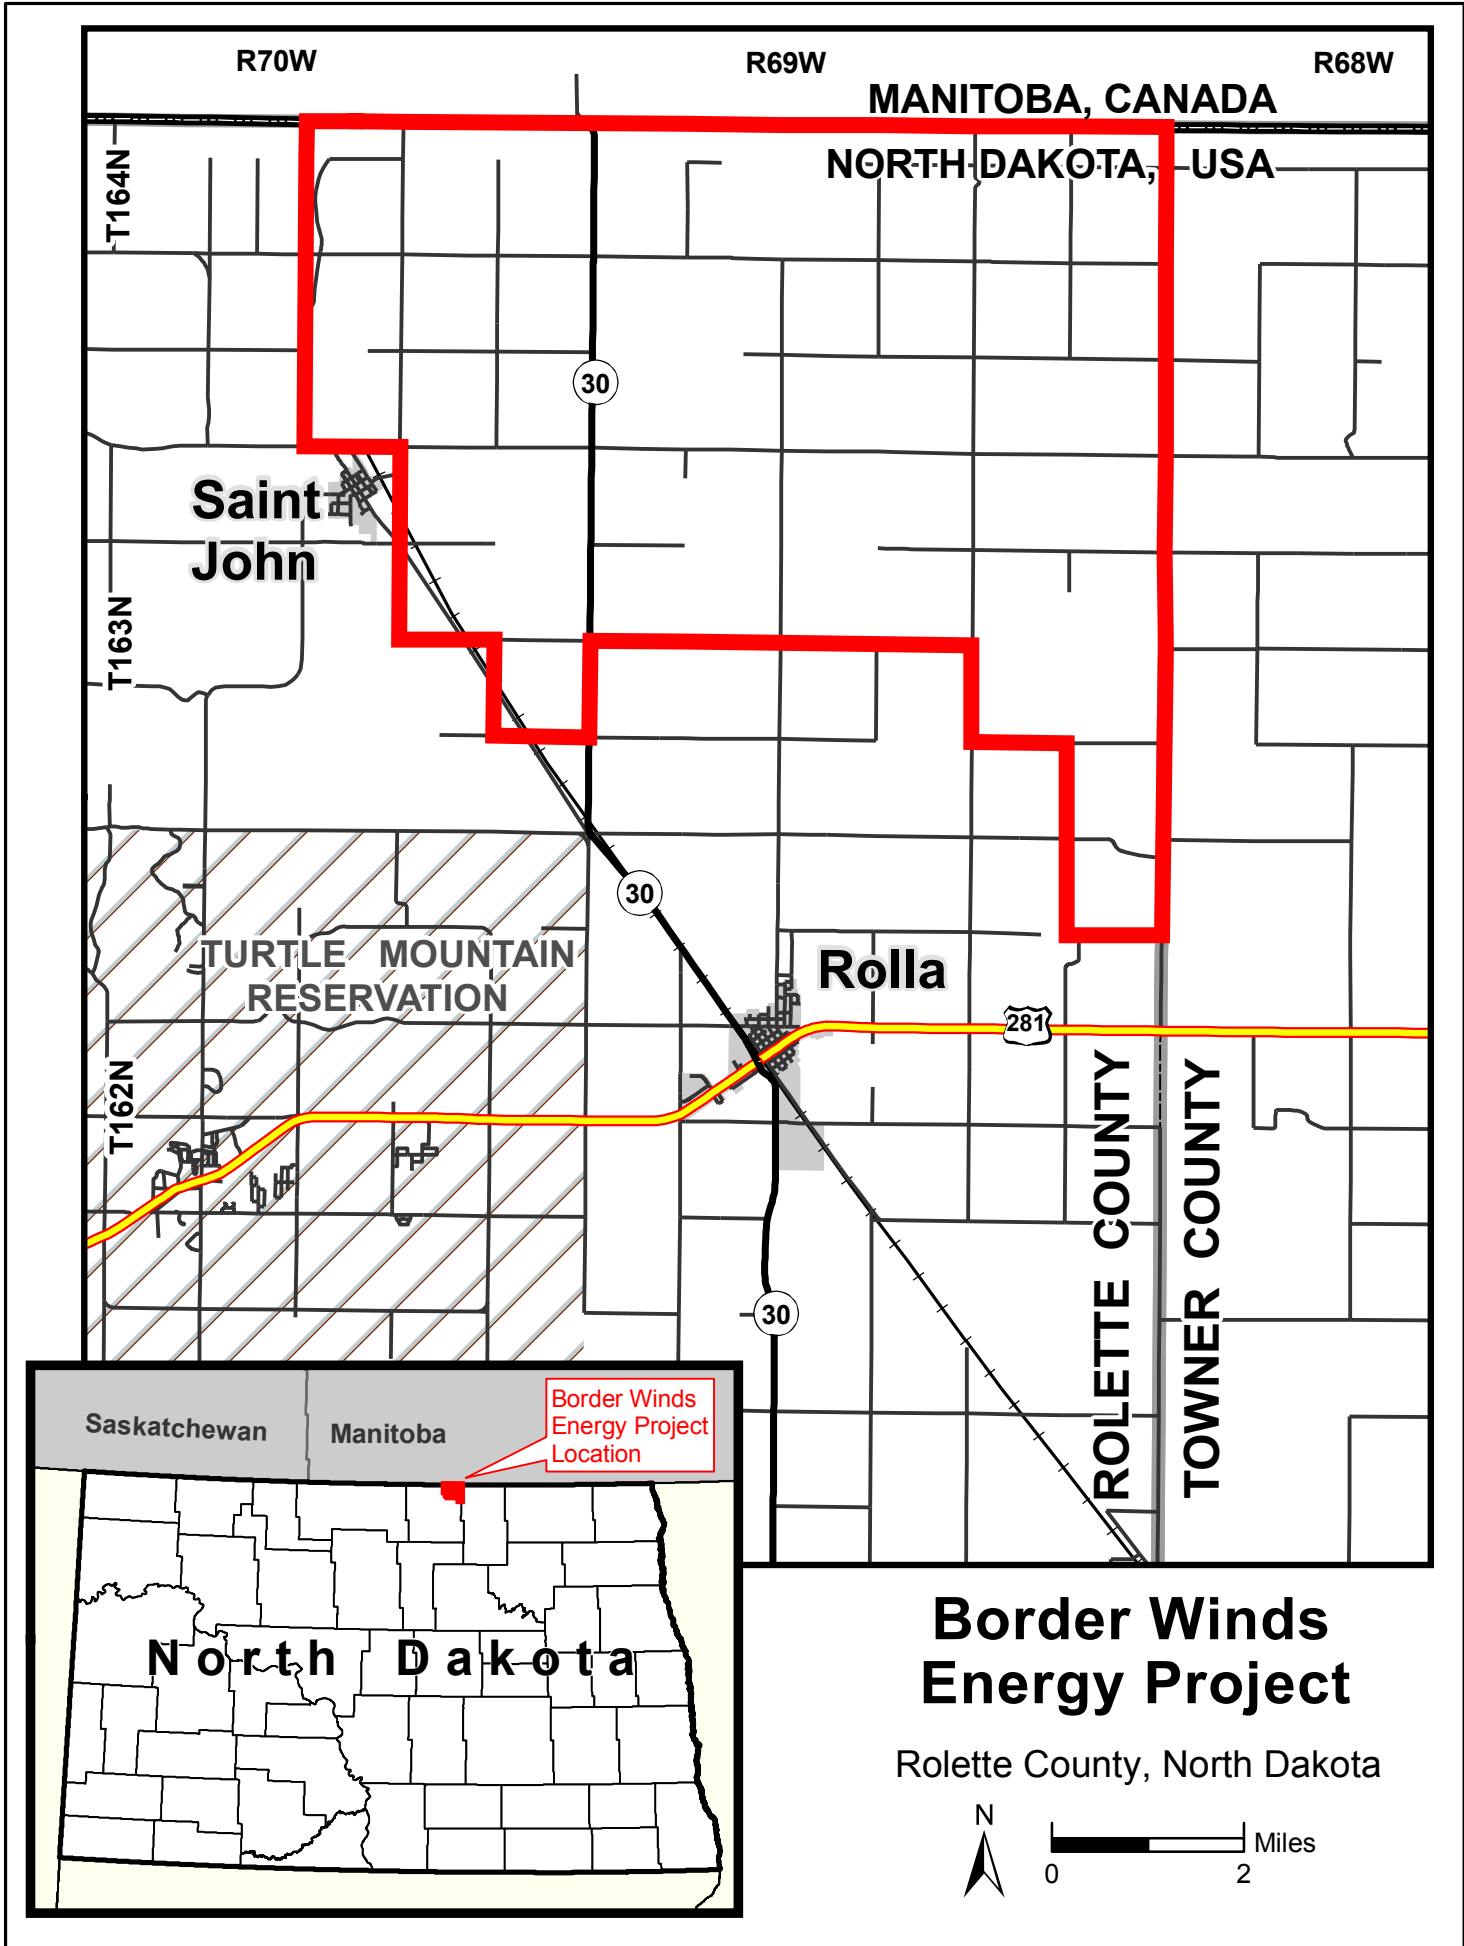 R70W
R69W
R68W
MANITOBA, CANADA
NORTH DAKOTA, USA
T164N
30
Saint
John
T163N
30
TURTLE MOUNTAIN
RESERVATION
Rolla
281
T162N
ROLETTE COUNTY
TOWNER COUNTY
30
Saskatchewan
Manitoba
Border Winds
Energy Project
Location
North Dakota
Border Winds
Energy Project
Rolette County, North Dakota
N
Miles
0
2